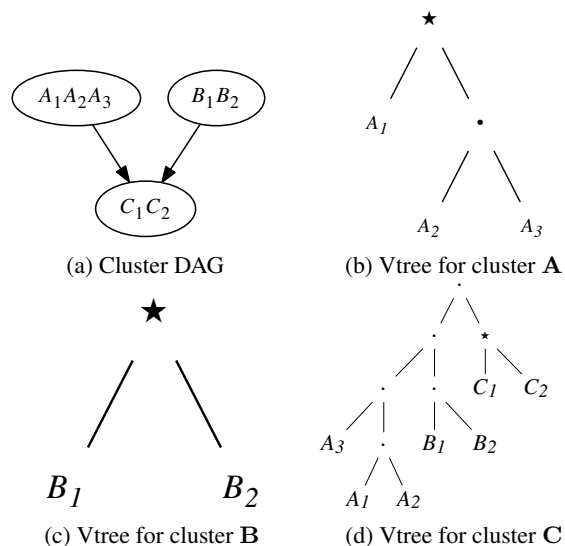 ★
A₁A₂A₃ B₁B₂
A₁
C₁C₂
A₂ A₃
(a) Cluster DAG (b) Vtree for cluster A
★
★
C₁ C₂
A₃ B₁ B₂
B₁ B₂
A₁ A₂
(c) Vtree for cluster B (d) Vtree for cluster C